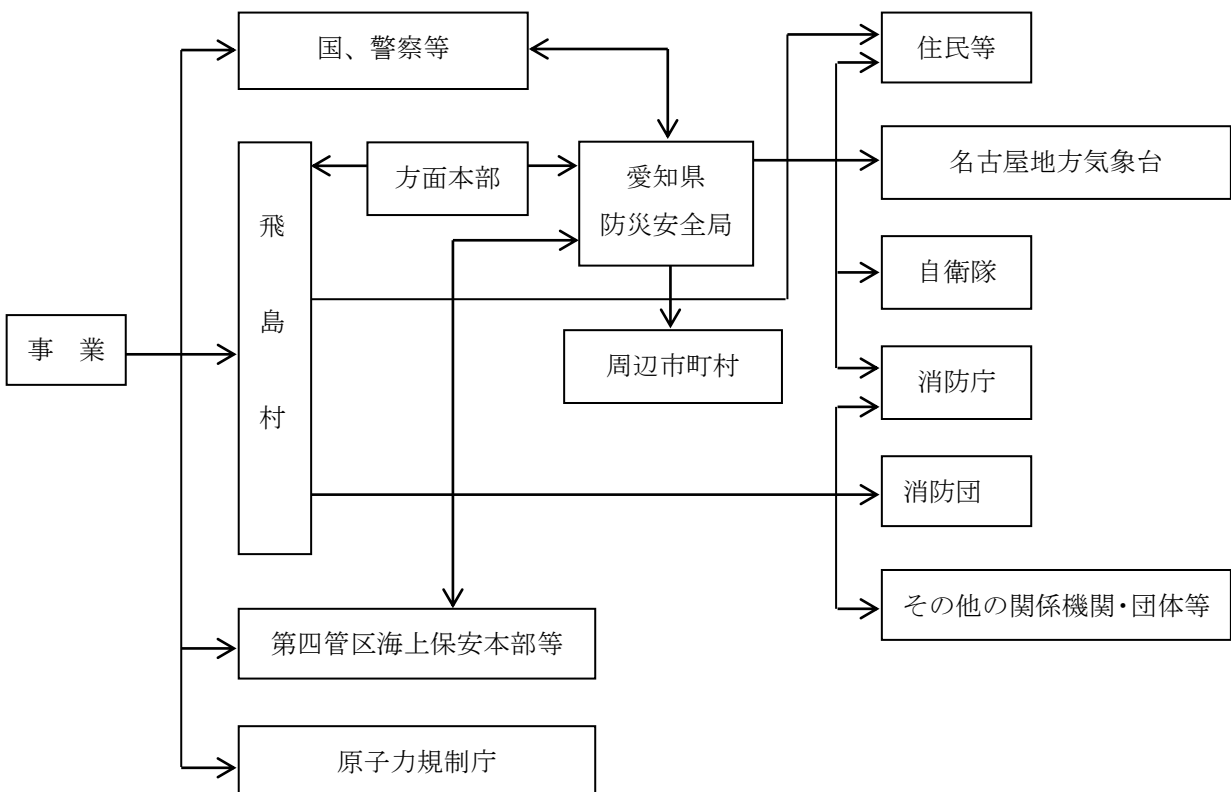 国、警察等
住民等
方面本部
愛知県
防災安全局
名古屋地方気象台
飛島村
自衛隊
事　業
周辺市町村
消防庁
消防団
その他の関係機関・団体等
第四管区海上保安本部等
原子力規制庁